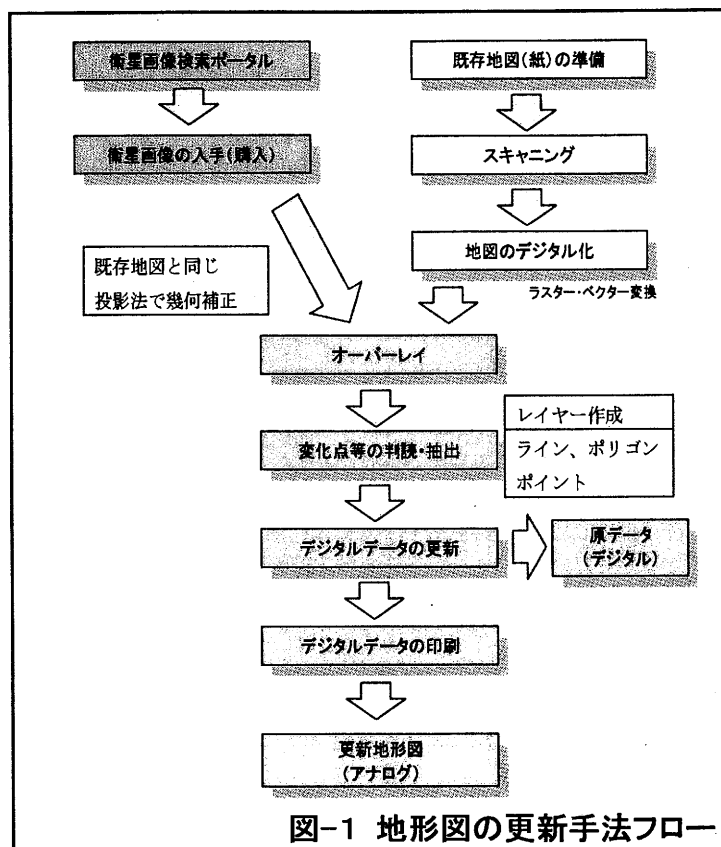 衛星画像検索ポータル
衛星画像の入手(購入)
既存地図(紙)の準備
スキャニング
地図のデジタル化
ラスター・ベクター変換
既存地図と同じ
投影法で幾何補正
オーバーレイ
変化点等の判読・抽出
レイヤー作成
ライン、ポリゴン
ポイント
デジタルデータの更新
原データ
(デジタル)
デジタルデータの印刷
更新地形図
(アナログ)
図-1 地形図の更新手法フロー